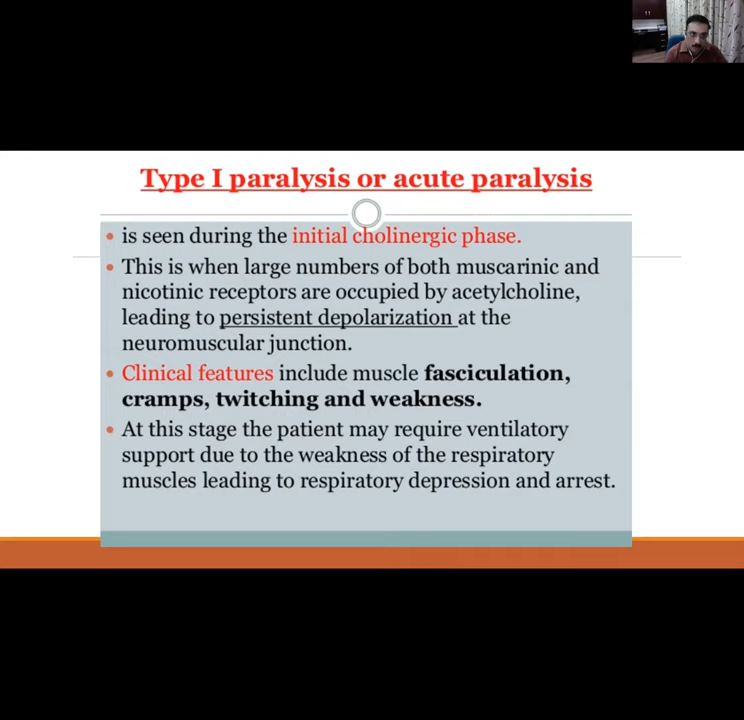 Type I paralysis or acute paralysis
• is seen during the initial cholinergic phase.
• This is when large numbers of both muscarinic and
nicotinic receptors are occupied by acetylcholine,
leading to persistent depolarization at the
neuromuscular junction.
• Clinical features include muscle fasciculation,
cramps, twitching and weakness.
• At this stage the patient may require ventilatory
support due to the weakness of the respiratory
muscles leading to respiratory depression and arrest.